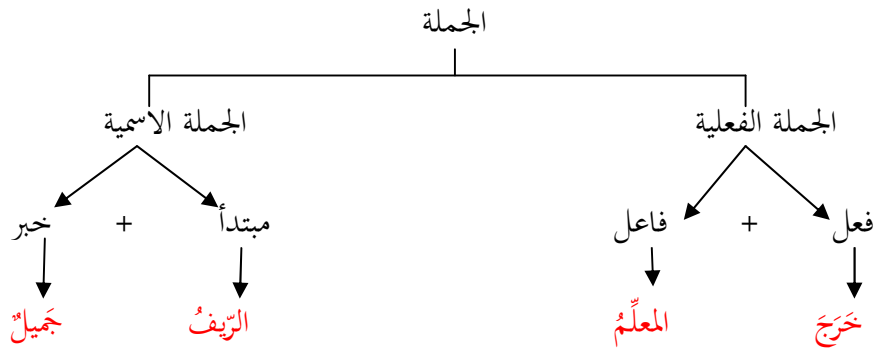 الجملة
الجملة الفعلية الجملة الاسمية
فعل + فاعل مبتدأ + خبر
خَرَجَ المعلِّمُ الرّيفُ جَميلٌ